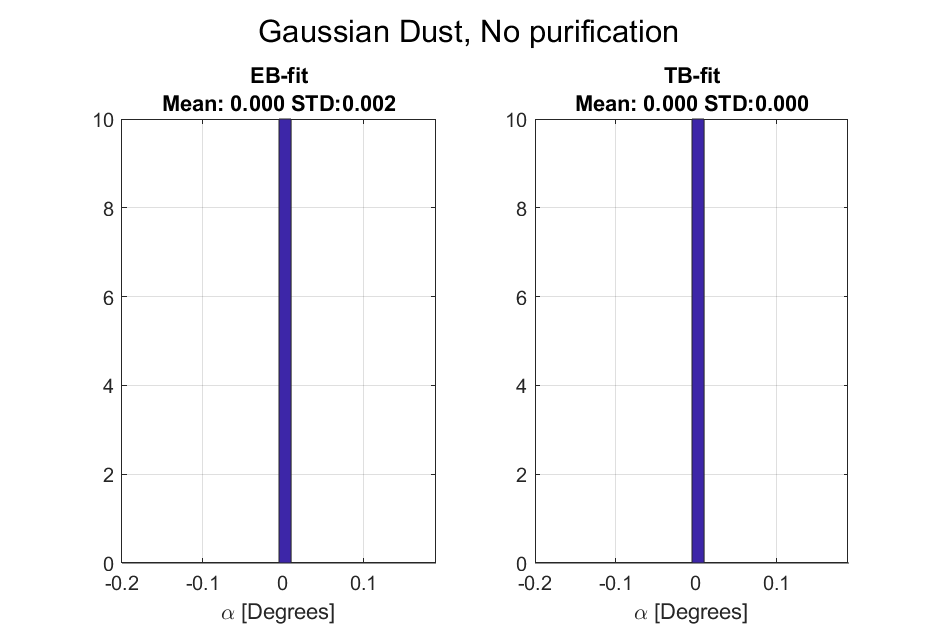 Gaussian Dust, No purification
EB-fit
Mean: 0.000 STD:0.002
10
8
6
4
2
0
-0.2
-0.1
0
0.1
α [Degrees]
TB-fit
Mean: 0.000 STD:0.000
10
8
6
4
2
0
-0.2
-0.1
0
0.1
α [Degrees]